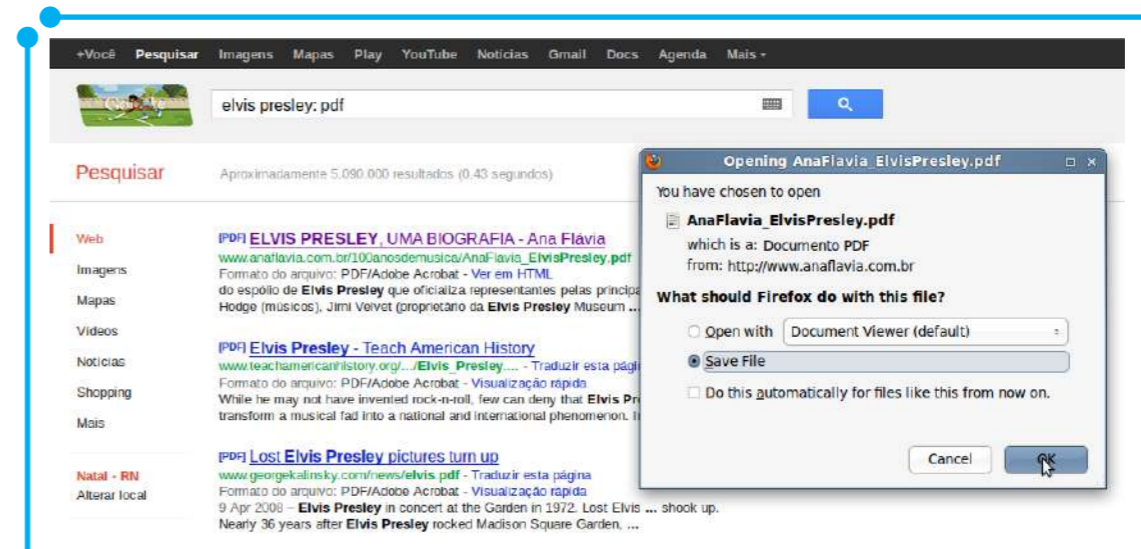 +Você Pesquisar Imagens Mapas Play YouTube Notícias Gmail Docs Agenda Mais
elvis presley: pdf
Pesquisar
Aproximadamente 5.090.000 resultados (0,43 segundos)
Web
Imagens
Mapas
Vídeos
Notícias
Shopping
Mais
Natal - RN
Alterar local
[PDF] ELVIS PRESLEY, UMA BIOGRAFIA - Ana Flávia
www.anaflavia.com.br/100anosdemusica/AnaFlavia_ElvisPresley.pdf
Formato do arquivo: PDF/Adobe Acrobat - Ver em HTML
do espólio de Elvis Presley que oficializa representantes pelas principa
Hodge (músicos), Jimi Velvet (proprietário da Elvis Presley Museum ...
[PDF] Elvis Presley - Teach American History
www.teachamericanhistory.org/.../Elvis_Presley.... - Traduzir esta pági
Formato do arquivo: PDF/Adobe Acrobat - Visualização rápida
While he may not have invented rock-n-roll, few can deny that Elvis Pre
transform a musical fad into a national and international phenomenon. I
[PDF] Lost Elvis Presley pictures turn up
www.georgekalinsky.com/news/elvis.pdf - Traduzir esta página
Formato do arquivo: PDF/Adobe Acrobat - Visualização rápida
9 Apr 2008 – Elvis Presley in concert at the Garden in 1972. Lost Elvis ... shook up.
Nearly 36 years after Elvis Presley rocked Madison Square Garden, ...
Opening AnaFlavia_ElvisPresley.pdf
You have chosen to open
AnaFlavia_ElvisPresley.pdf
which is a: Documento PDF
from: http://www.anaflavia.com.br
What should Firefox do with this file?
Open with Document Viewer (default)
Save File
Do this automatically for files like this from now on.
Cancel OK